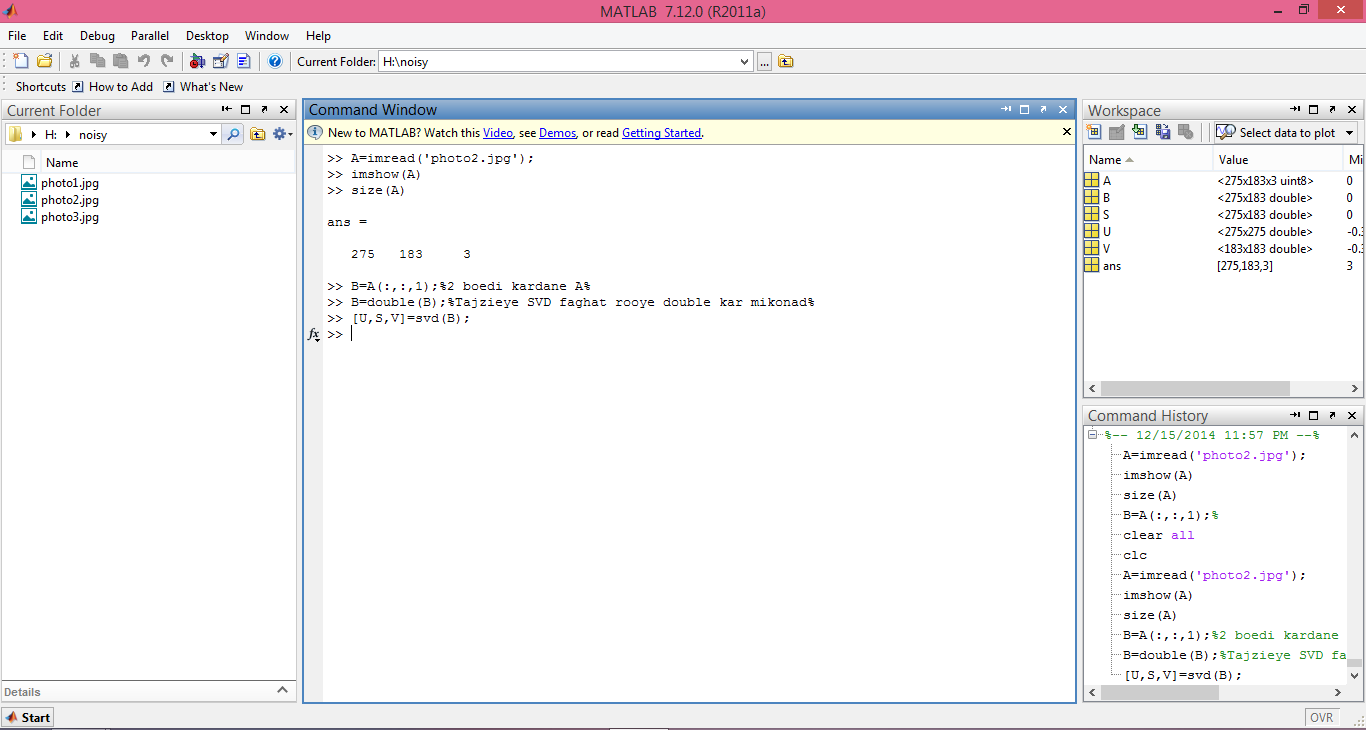 MATLAB 7.12.0 (R2011a)
File Edit Debug Parallel Desktop Window Help
Current Folder: H:\noisy ...
Shortcuts How to Add What's New
Current Folder
H: noisy
Name
photo1.jpg
photo2.jpg
photo3.jpg
Details
Command Window
New to MATLAB? Watch this Video, see Demos, or read Getting Started.
>> A=imread('photo2.jpg');
>> imshow(A)
>> size(A)
ans =
275 183 3
>> B=A(:,:,1);%2 boedi kardane A%
>> B=double(B);%Tajzieye SVD faghat rooye double kar mikonad%
>> [U,S,V]=svd(B);
fx >>
Workspace
Select data to plot
Name Value Mi
A <275x183x3 uint8> 0
B <275x183 double> 0
S <275x183 double> 0
U <275x275 double> -0.3
V <183x183 double> -0.3
ans [275,183,3] 3
Command History
%-- 12/15/2014 11:57 PM --%
A=imread('photo2.jpg');
imshow(A)
size(A)
B=A(:,:,1);%
clear all
clc
A=imread('photo2.jpg');
imshow(A)
size(A)
B=A(:,:,1);%2 boedi kardane
B=double(B);%Tajzieye SVD fa
[U,S,V]=svd(B);
Start
OVR